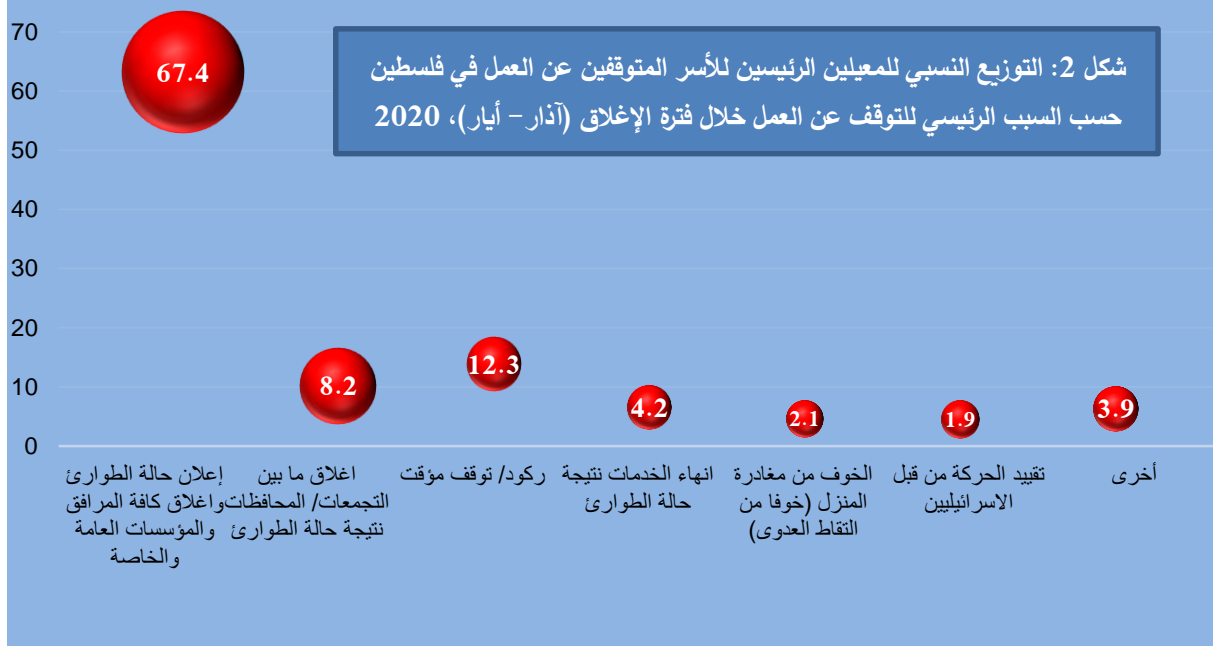 شكل 2: التوزيع النسبي للمعيلين الرئيسين للأسر المتوقفين عن العمل في فلسطين
حسب السبب الرئيسي للتوقف عن العمل خلال فترة الإغلاق (آذار- أيار)، 2020
70
60
50
40
30
20
10
0
67.4
8.2
12.3
4.2
2.1
1.9
3.9
إعلان حالة الطوارئ
واغلاق كافة المرافق
والمؤسسات العامة
والخاصة
اغلاق ما بين
التجمعات/ المحافظات
نتيجة حالة الطوارئ
ركود/ توقف مؤقت
انهاء الخدمات نتيجة
حالة الطوارئ
الخوف من مغادرة
المنزل (خوفا من
التقاط العدوى)
تقييد الحركة من قبل
الاسرائيليين
أخرى